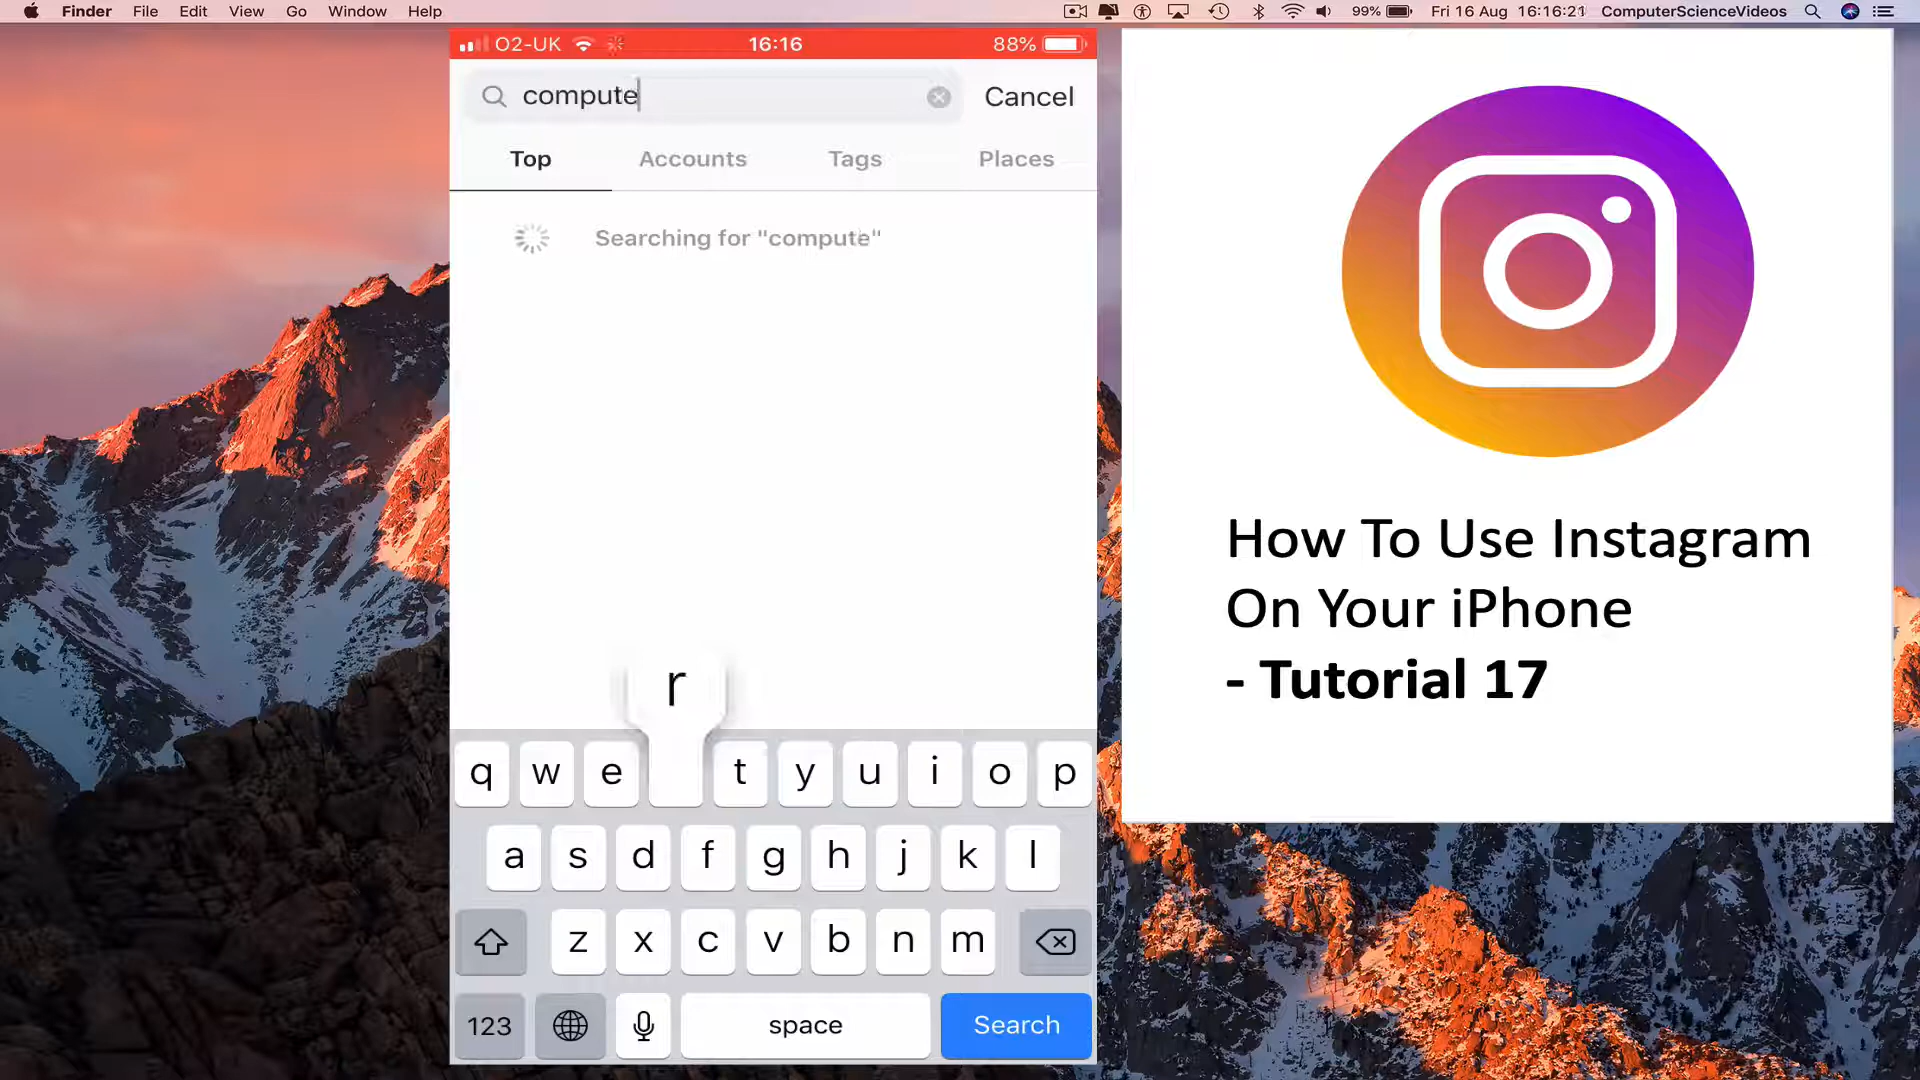 Finder File Edit View Go Window Help 99% Fri 16 Aug 16:16:21 ComputerScienceVideos
O2-UK 16:16 88%
compute Cancel
Top Accounts Tags Places
Searching for "compute"
r
q w e t y u i o p
a s d f g h j k l
z x c v b n m
123 space Search
How To Use Instagram
On Your iPhone
- Tutorial 17